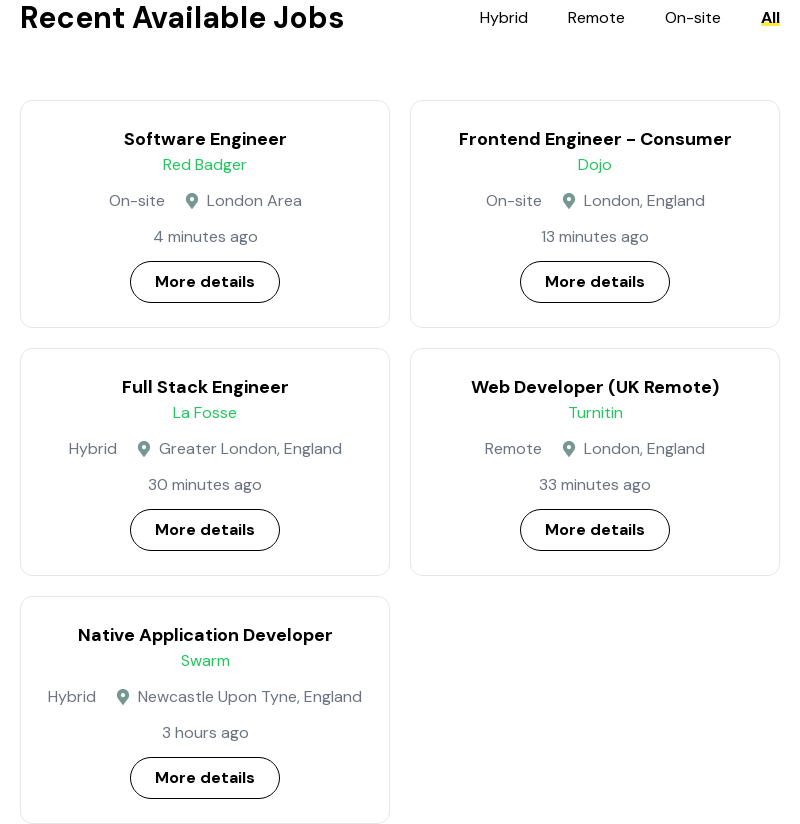 Recent Available Jobs
Hybrid Remote On-site All
Software Engineer
Red Badger
On-site London Area
4 minutes ago
More details
Frontend Engineer - Consumer
Dojo
On-site London, England
13 minutes ago
More details
Full Stack Engineer
La Fosse
Hybrid Greater London, England
30 minutes ago
More details
Web Developer (UK Remote)
Turnitin
Remote London, England
33 minutes ago
More details
Native Application Developer
Swarm
Hybrid Newcastle Upon Tyne, England
3 hours ago
More details